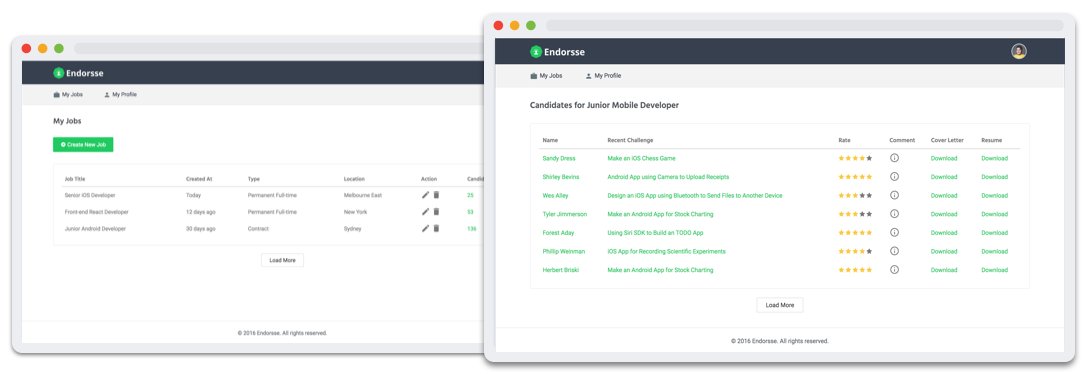 Endorsse
My Jobs My Profile
My Jobs
Create New Job
Job Title Created At Type Location Action
Senior iOS Developer Today Permanent Full-time Melbourne East 25
Front-end React Developer 12 days ago Permanent Full-time New York 53
Junior Android Developer 30 days ago Contract Sydney 136
Load More
© 2016 Endorsse. All rights reserved.
Endorsse
My Jobs My Profile
Candidates for Junior Mobile Developer
Name Recent Challenge Rate Comment Cover Letter Resume
Sandy Dress Make an iOS Chess Game Download Download
Shirley Bevins Android App using Camera to Upload Receipts Download Download
Wes Alley Design an iOS App using Bluetooth to Send Files to Another Device Download Download
Tyler Jimmerson Make an Android App for Stock Charting Download Download
Forest Aday Using Siri SDK to Build an TODO App Download Download
Phillip Weinman iOS App for Recording Scientific Experiments Download Download
Herbert Briski Make an Android App for Stock Charting Download Download
Load More
© 2016 Endorsse. All rights reserved.